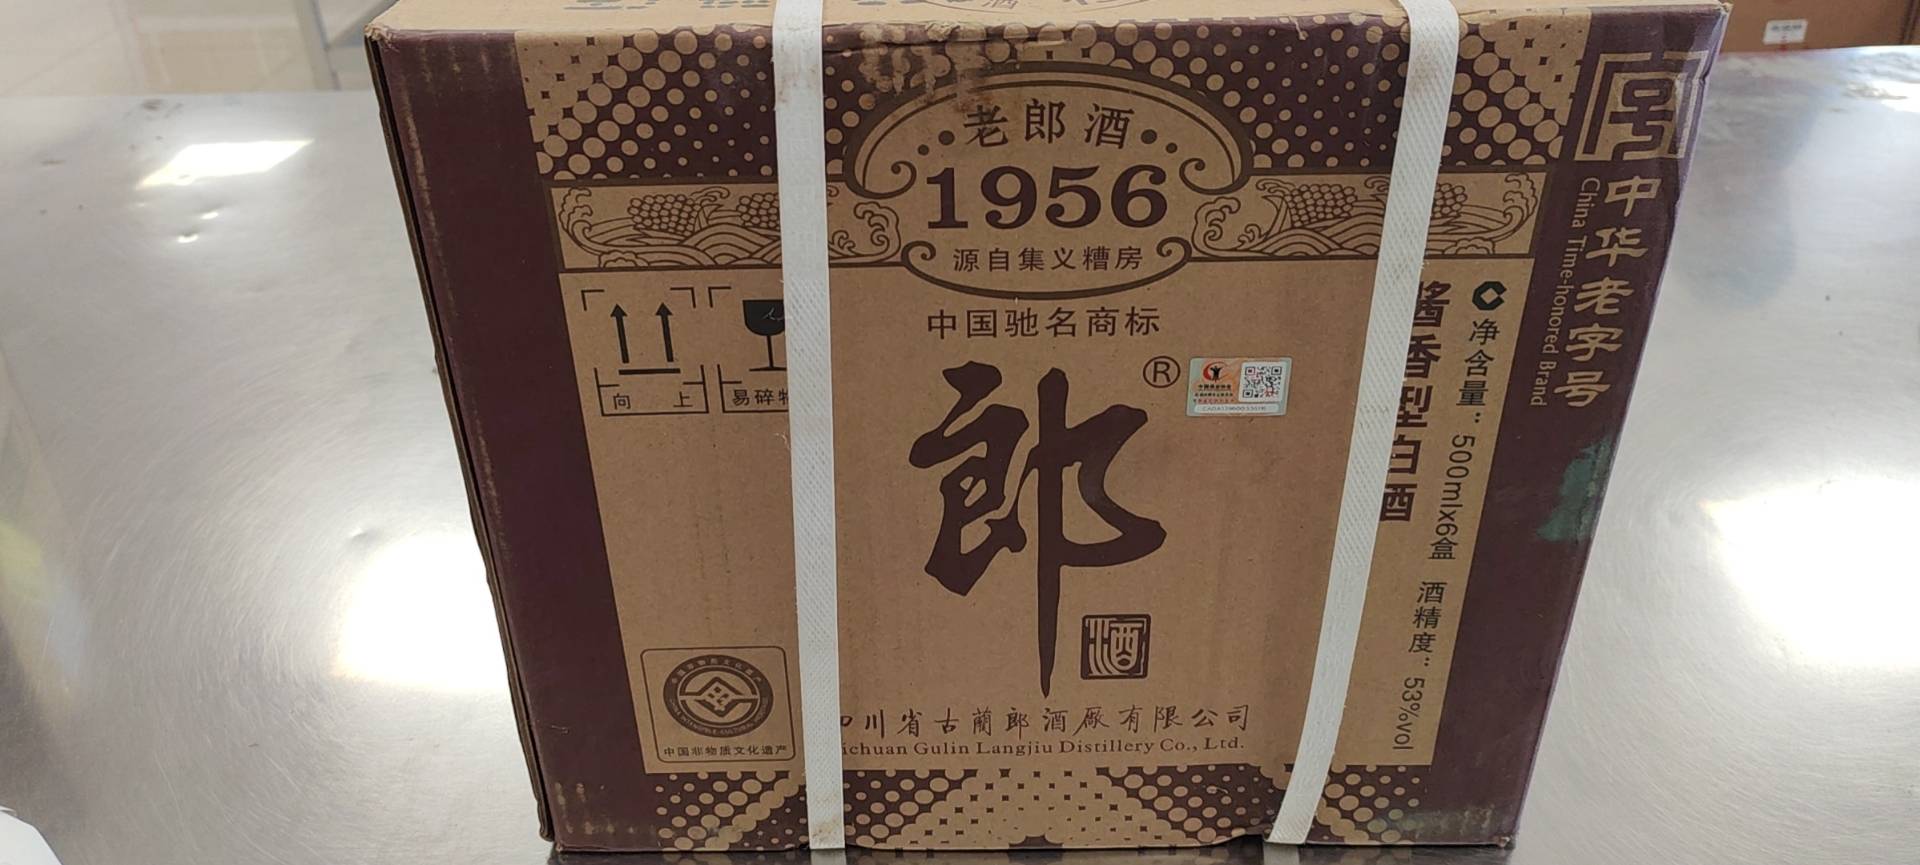 老郎酒
1956
源自集义糟房
中国驰名商标
向上
易碎物
郎
®
酒
川省古蔺郎酒厰有限公司
ichuan Gulin Langjiu Distillery Co., Ltd.
中国非物质文化遗产
酱香型白酒
净含量：500mlx6盒 酒精度：53%vol
中华老字号
China Time-honored Brand